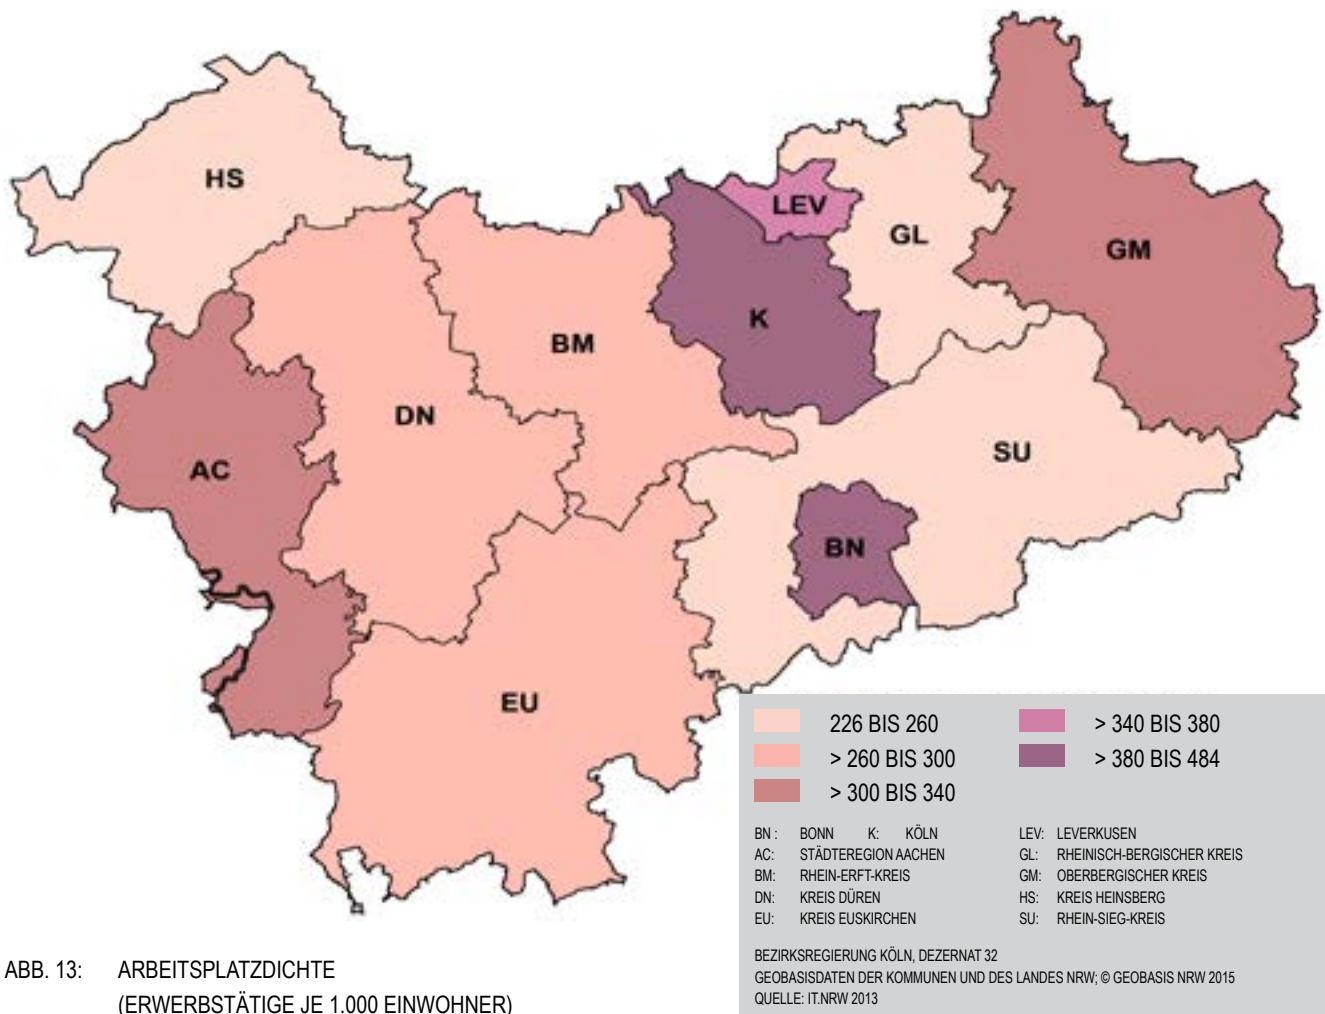 HS
LEV
GL
GM
K
BM
DN
SU
AC
BN
EU
226 BIS 260
> 260 BIS 300
> 300 BIS 340
> 340 BIS 380
> 380 BIS 484
BN : BONN K: KÖLN
AC: STÄDTEREGION AACHEN
BM: RHEIN-ERFT-KREIS
DN: KREIS DÜREN
EU: KREIS EUSKIRCHEN
LEV: LEVERKUSEN
GL: RHEINISCH-BERGISCHER KREIS
GM: OBERBERGISCHER KREIS
HS: KREIS HEINSBERG
SU: RHEIN-SIEG-KREIS
BEZIRKSREGIERUNG KÖLN, DEZERNAT 32
GEOBASISDATEN DER KOMMUNEN UND DES LANDES NRW; © GEOBASIS NRW 2015
QUELLE: IT.NRW 2013
ABB. 13: ARBEITSPLATZDICHTE
(ERWERBSTÄTIGE JE 1.000 EINWOHNER)